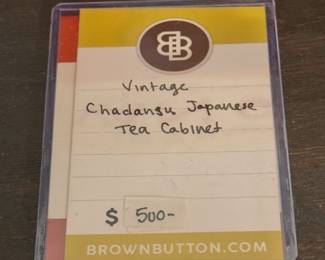 BB
Vintage
Chadansu Japanese
Tea Cabinet
$ 500-
BROWNBUTTON.COM